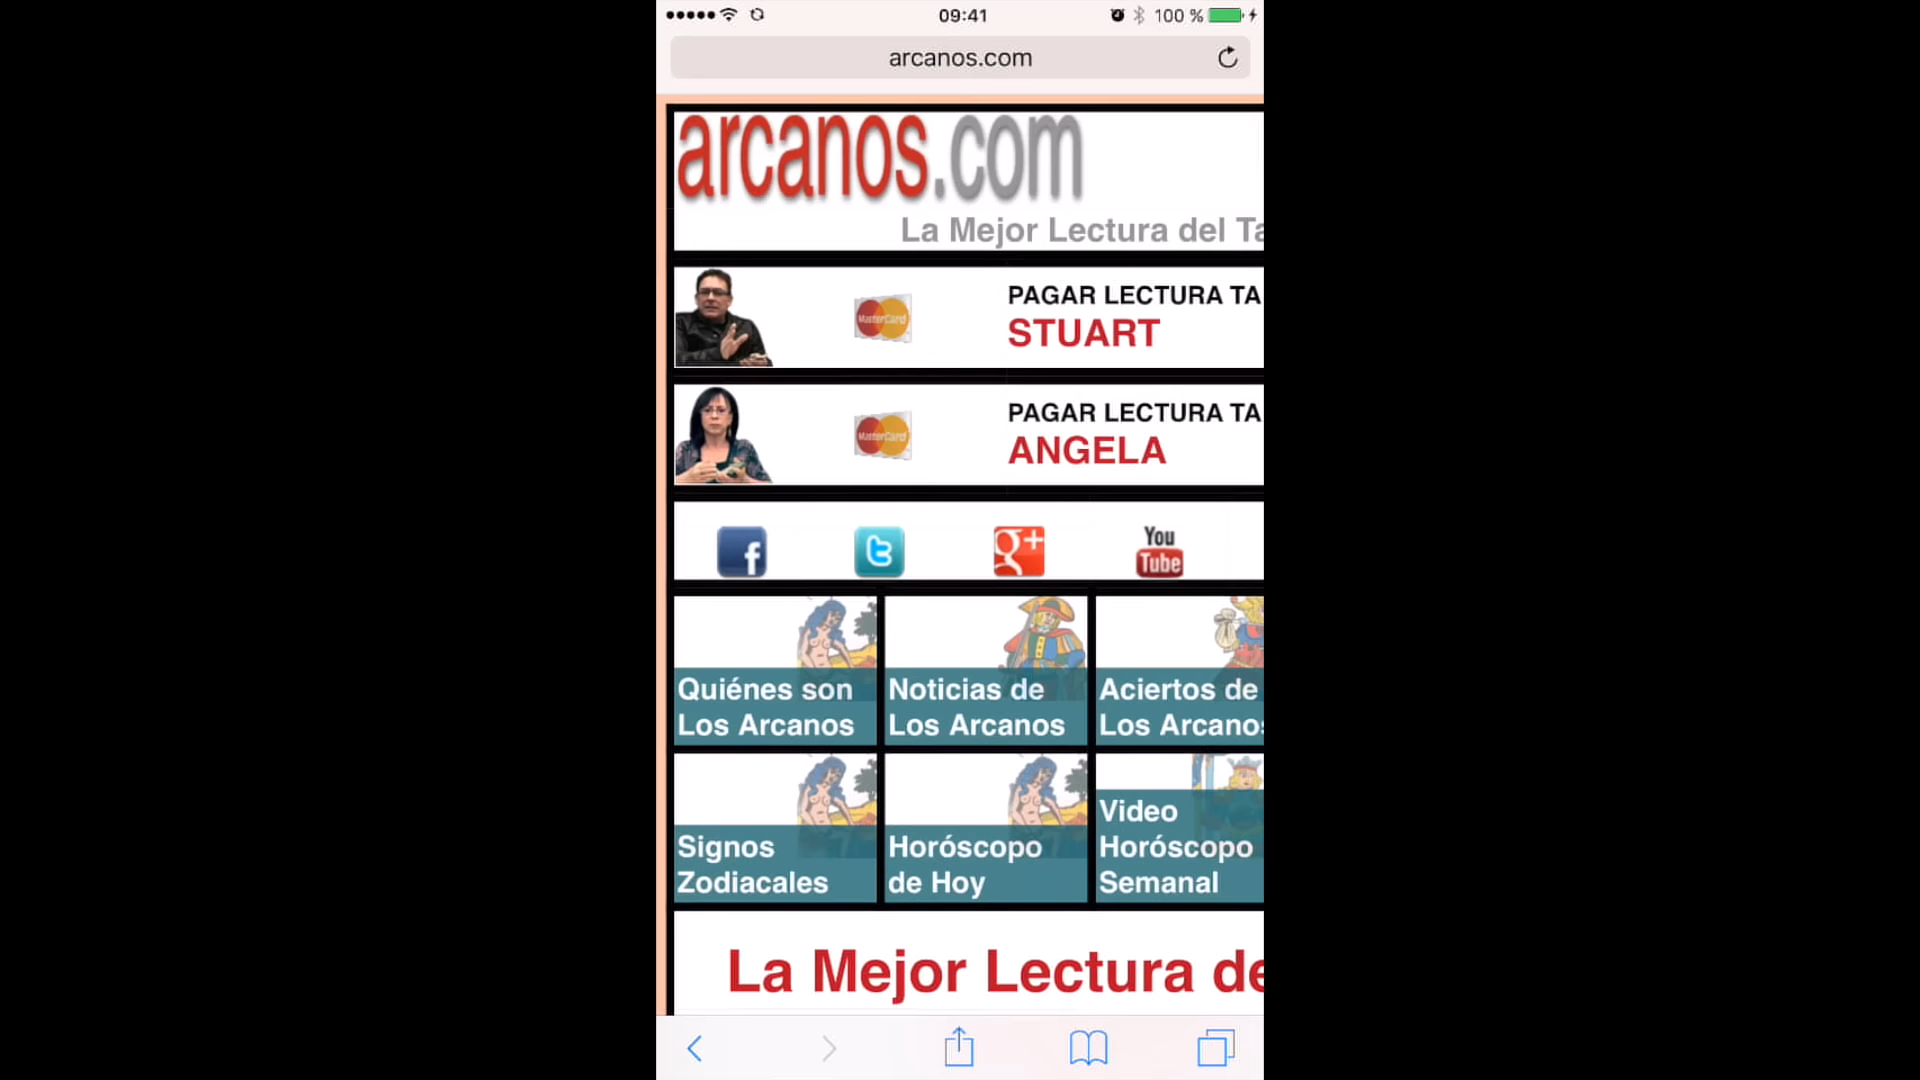 09:41
100 %
arcanos.com
arcanos.com
La Mejor Lectura del Ta
PAGAR LECTURA TA
MasterCard
STUART
PAGAR LECTURA TA
MasterCard
ANGELA
f
t
g+
You
Tube
Quiénes son
Los Arcanos
Noticias de
Los Arcanos
Aciertos de
Los Arcanos
Signos
Zodiacales
Horóscopo
de Hoy
Video
Horóscopo
Semanal
La Mejor Lectura de